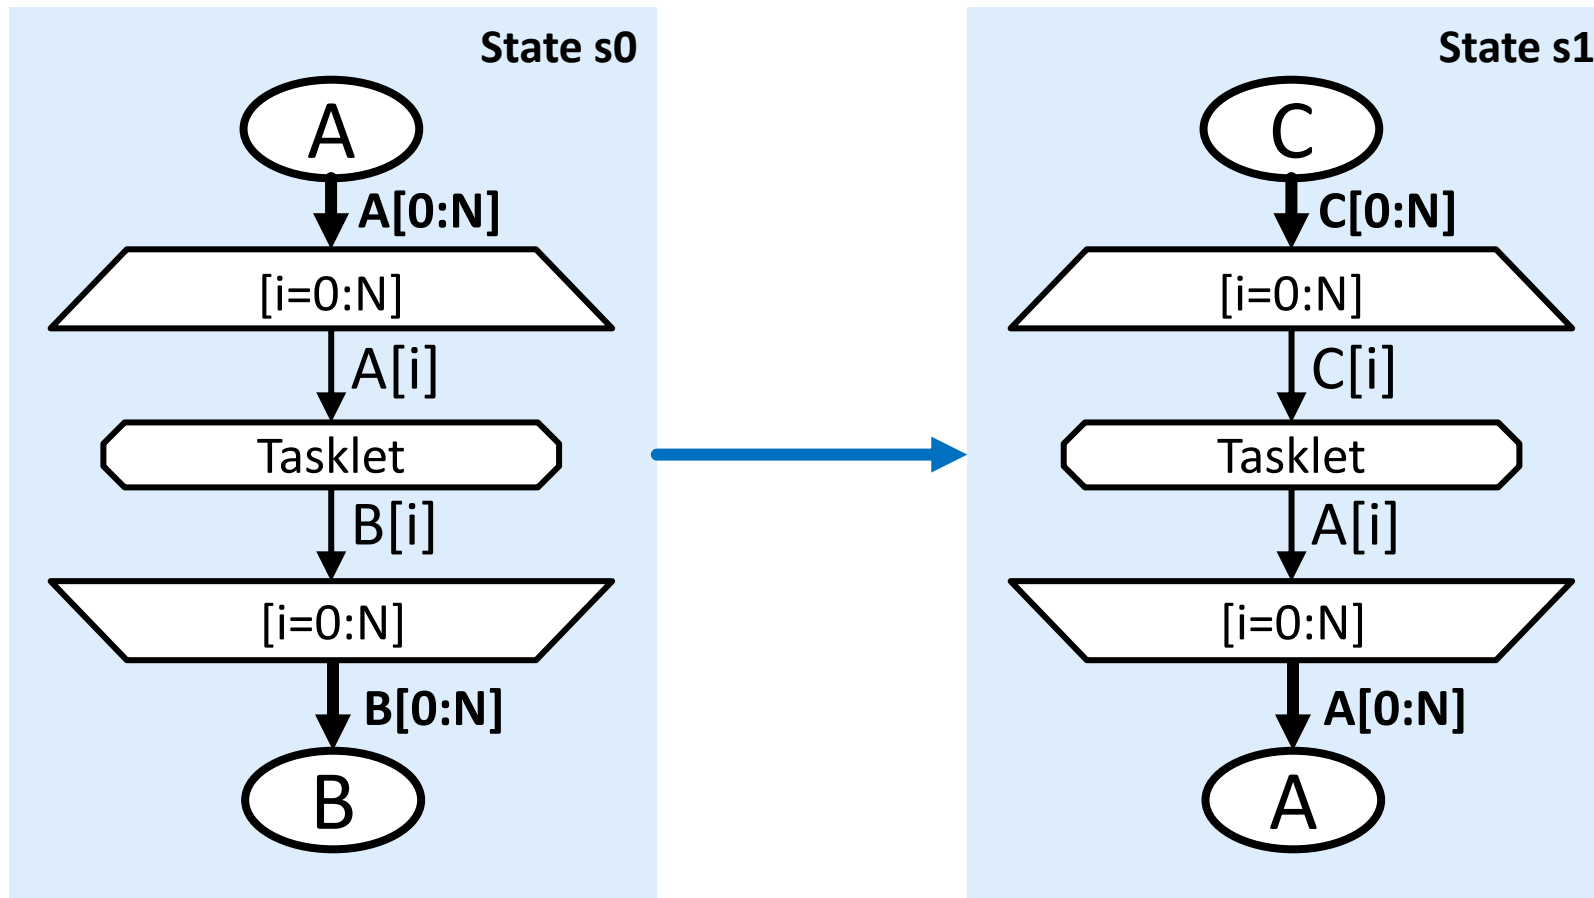 State s0
A
A[0:N]
[i=0:N]
A[i]
Tasklet
B[i]
[i=0:N]
B[0:N]
B
State s1
C
C[0:N]
[i=0:N]
C[i]
Tasklet
A[i]
[i=0:N]
A[0:N]
A